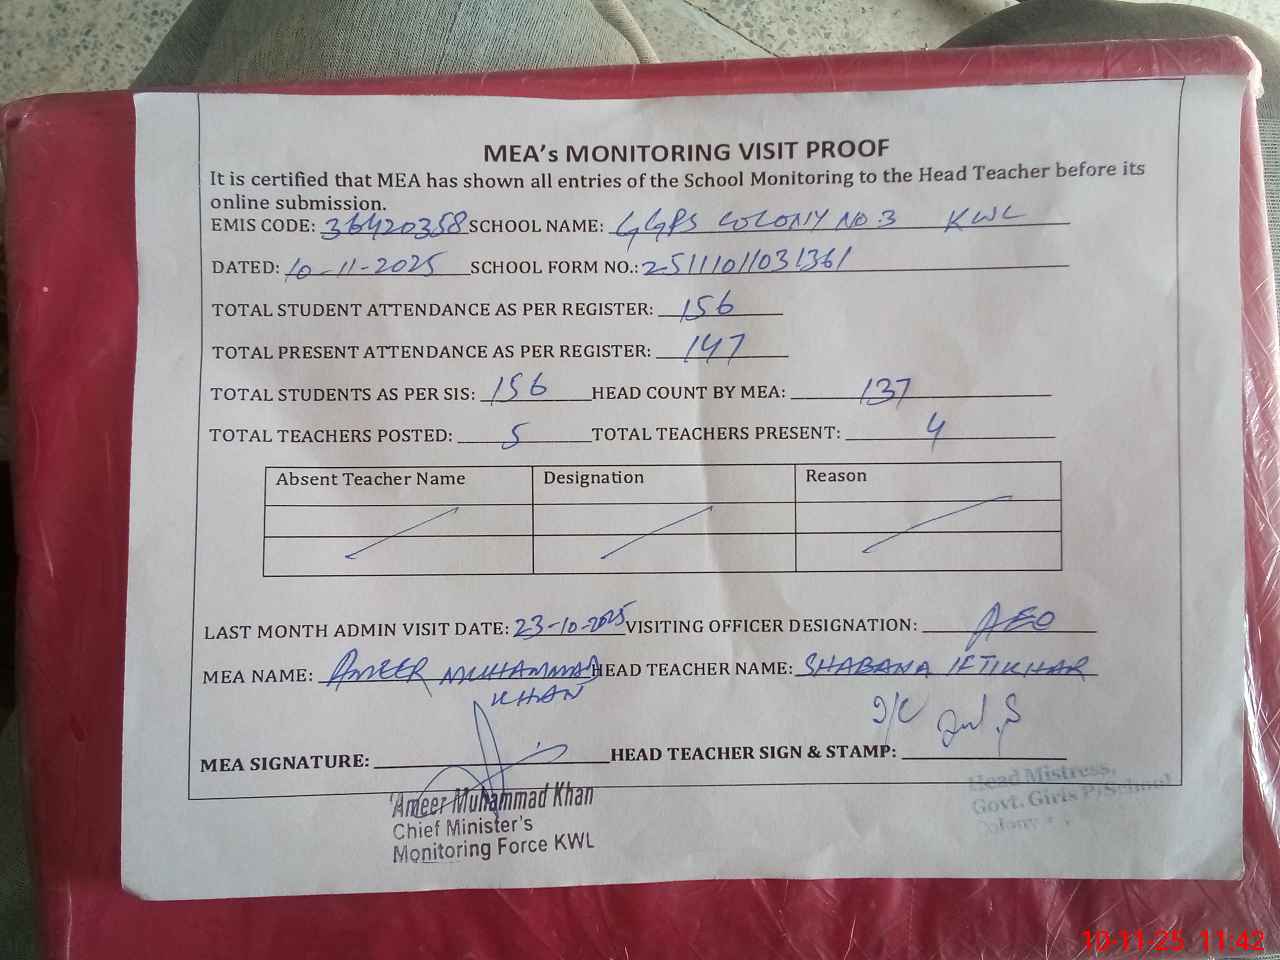 MEA's MONITORING VISIT PROOF
It is certified that MEA has shown all entries of the School Monitoring to the Head Teacher before its
online submission.
EMIS CODE: 36420358 SCHOOL NAME: GGPS COLONY NO.3 KWL
DATED: 10-11-2025 SCHOOL FORM NO.: 25111011031361
TOTAL STUDENT ATTENDANCE AS PER REGISTER: 156
TOTAL PRESENT ATTENDANCE AS PER REGISTER: 147
TOTAL STUDENTS AS PER SIS: 156 HEAD COUNT BY MEA: 137
TOTAL TEACHERS POSTED: 5 TOTAL TEACHERS PRESENT: 4
Absent Teacher Name Designation Reason
LAST MONTH ADMIN VISIT DATE: 23-10-2025 VISITING OFFICER DESIGNATION: AEO
MEA NAME: AMEER MUHAMMAD HEAD TEACHER NAME: SHABANA IFTIKHAR
KHAN
I/C
MEA SIGNATURE: HEAD TEACHER SIGN & STAMP:
Head Mistress,
Govt. Girls P/School
Colony
Ameer Muhammad Khan
Chief Minister's
Monitoring Force KWL
10-11-25 11:42